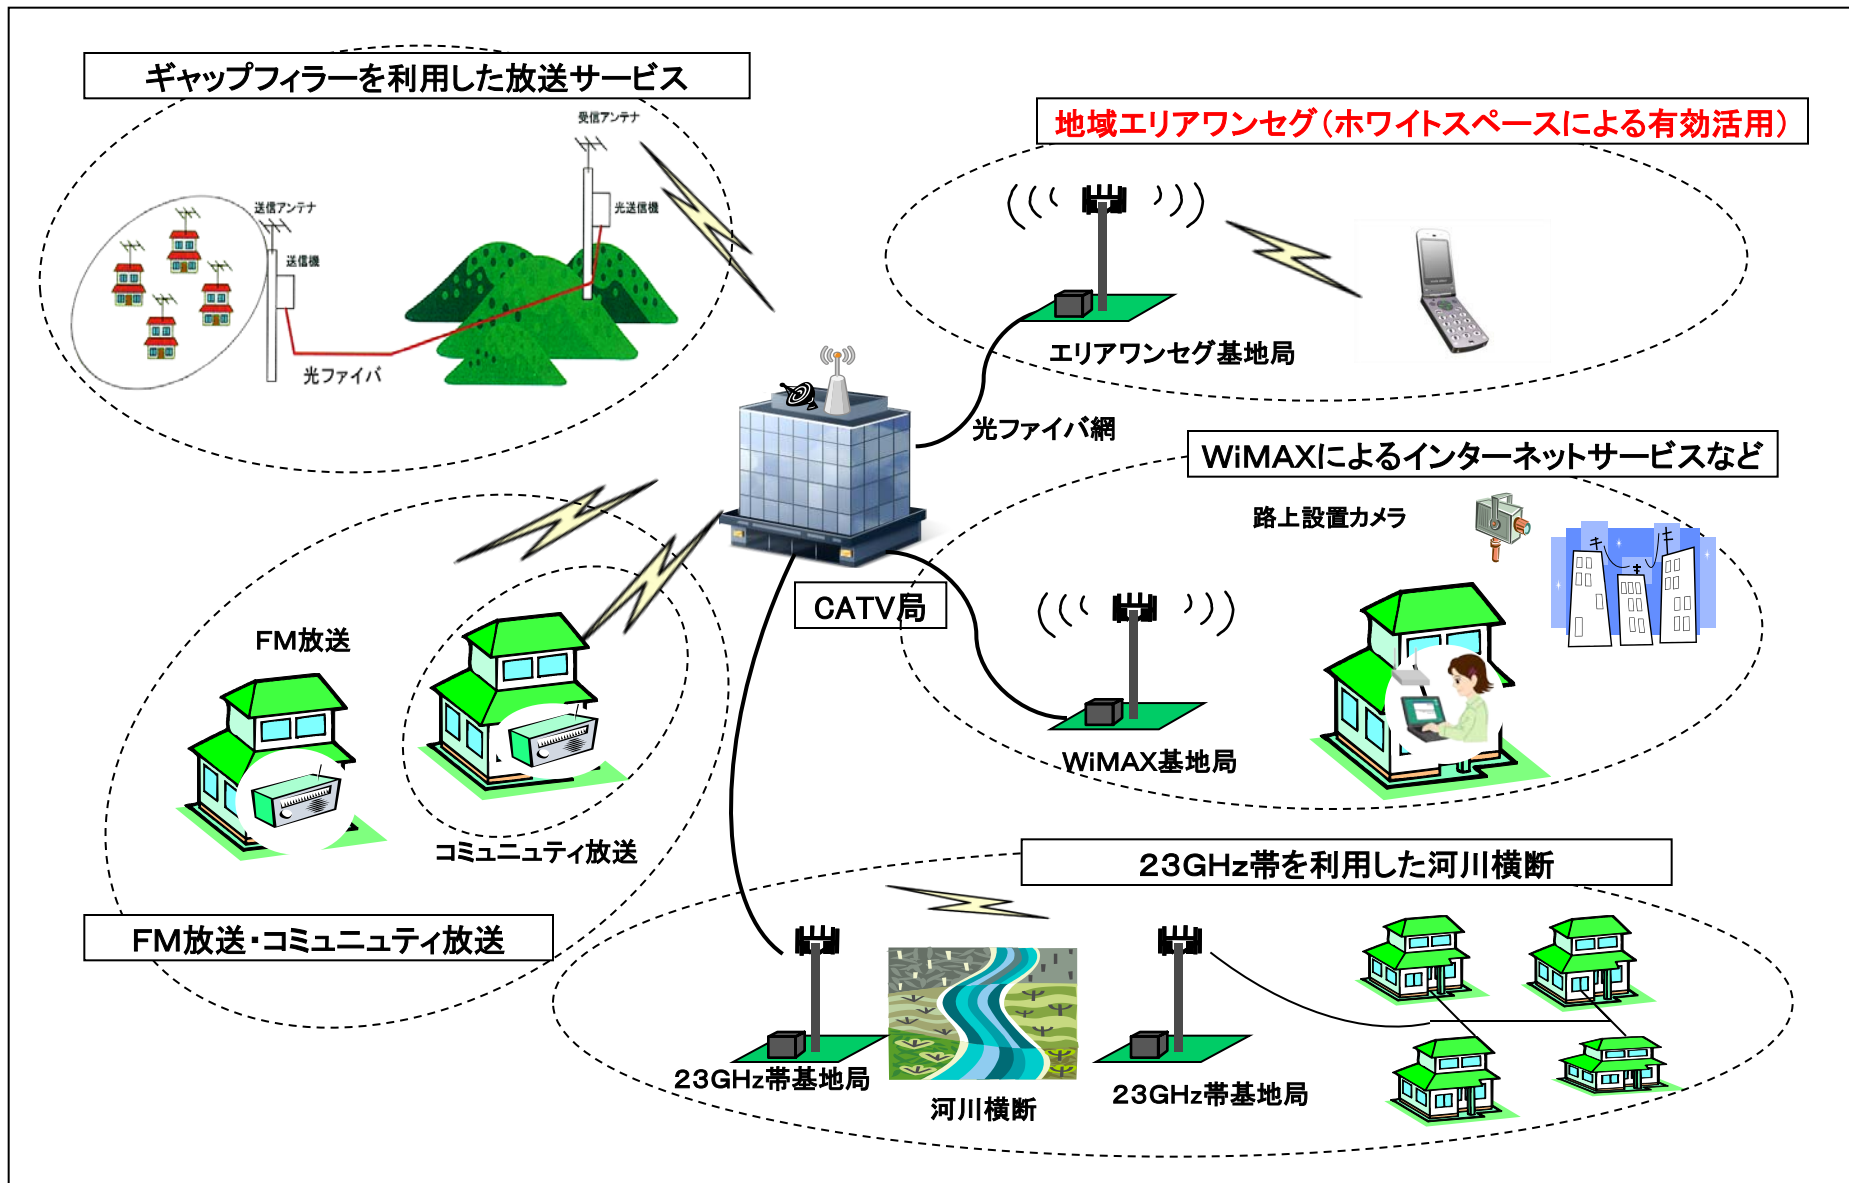 ギャップフィラーを利用した放送サービス
受信アンテナ
光送信機
送信アンテナ
送信機
光ファイバ
地域エリアワンセグ(ホワイトスペースによる有効活用)
エリアワンセグ基地局
光ファイバ網
WiMAXによるインターネットサービスなど
路上設置カメラ
CATV局
WiMAX基地局
FM放送
コミュニュティ放送
FM放送・コミュニュティ放送
23GHz帯を利用した河川横断
23GHz帯基地局
河川横断
23GHz帯基地局